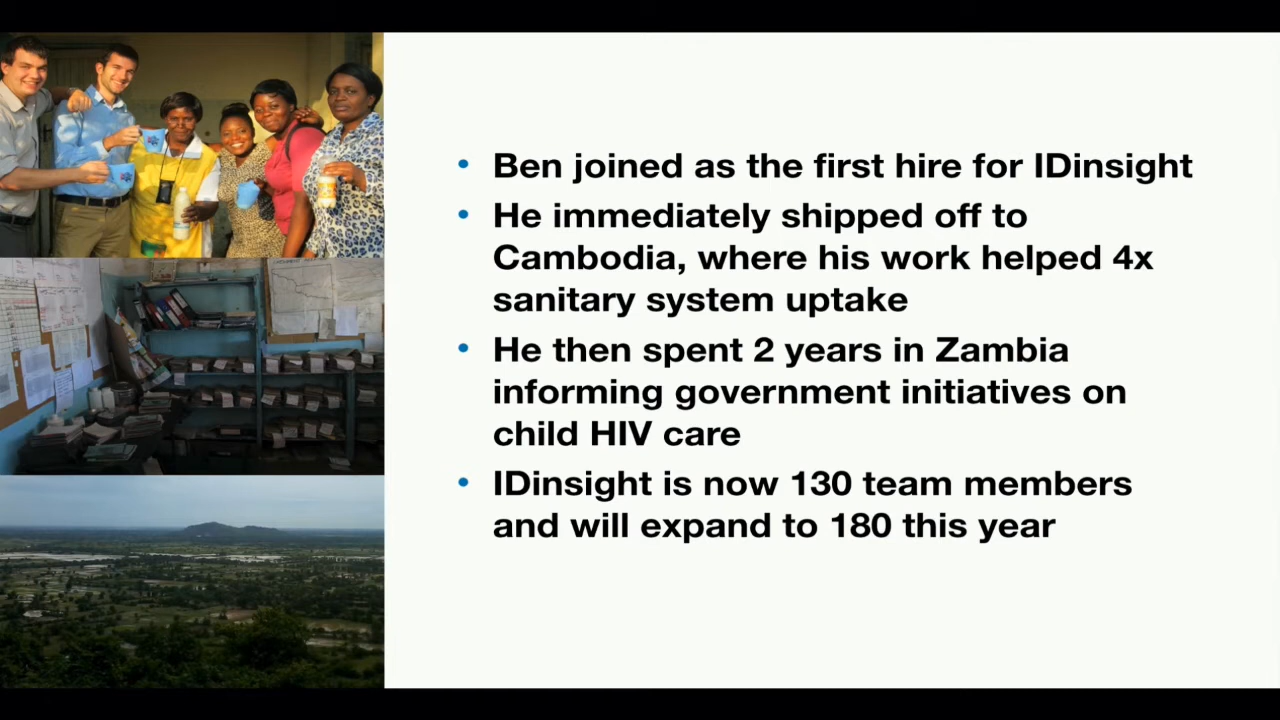 • Ben joined as the first hire for IDinsight
• He immediately shipped off to
Cambodia, where his work helped 4x
sanitary system uptake
• He then spent 2 years in Zambia
informing government initiatives on
child HIV care
• IDinsight is now 130 team members
and will expand to 180 this year